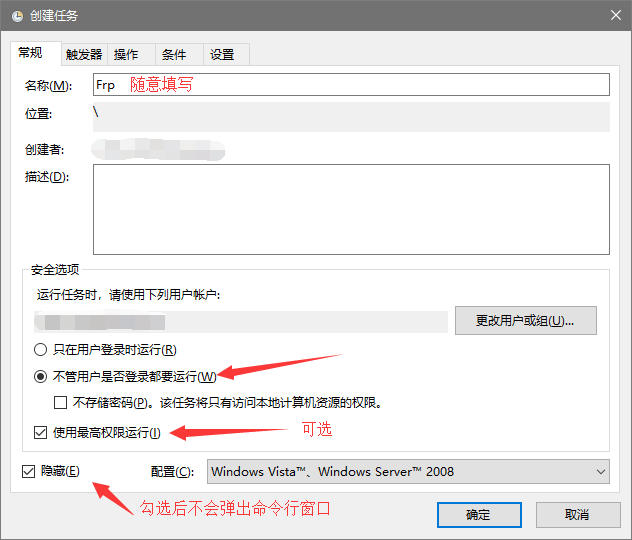 创建任务
常规 触发器 操作 条件 设置
名称(M): Frp 随意填写
位置: \
创建者:
描述(D):
安全选项
运行任务时，请使用下列用户帐户:
更改用户或组(U)...
只在用户登录时运行(R)
不管用户是否登录都要运行(W)
不存储密码(P)。该任务将只有访问本地计算机资源的权限。
使用最高权限运行(I) 可选
隐藏(E) 配置(C): Windows Vista™、Windows Server™ 2008
勾选后不会弹出命令行窗口
确定 取消